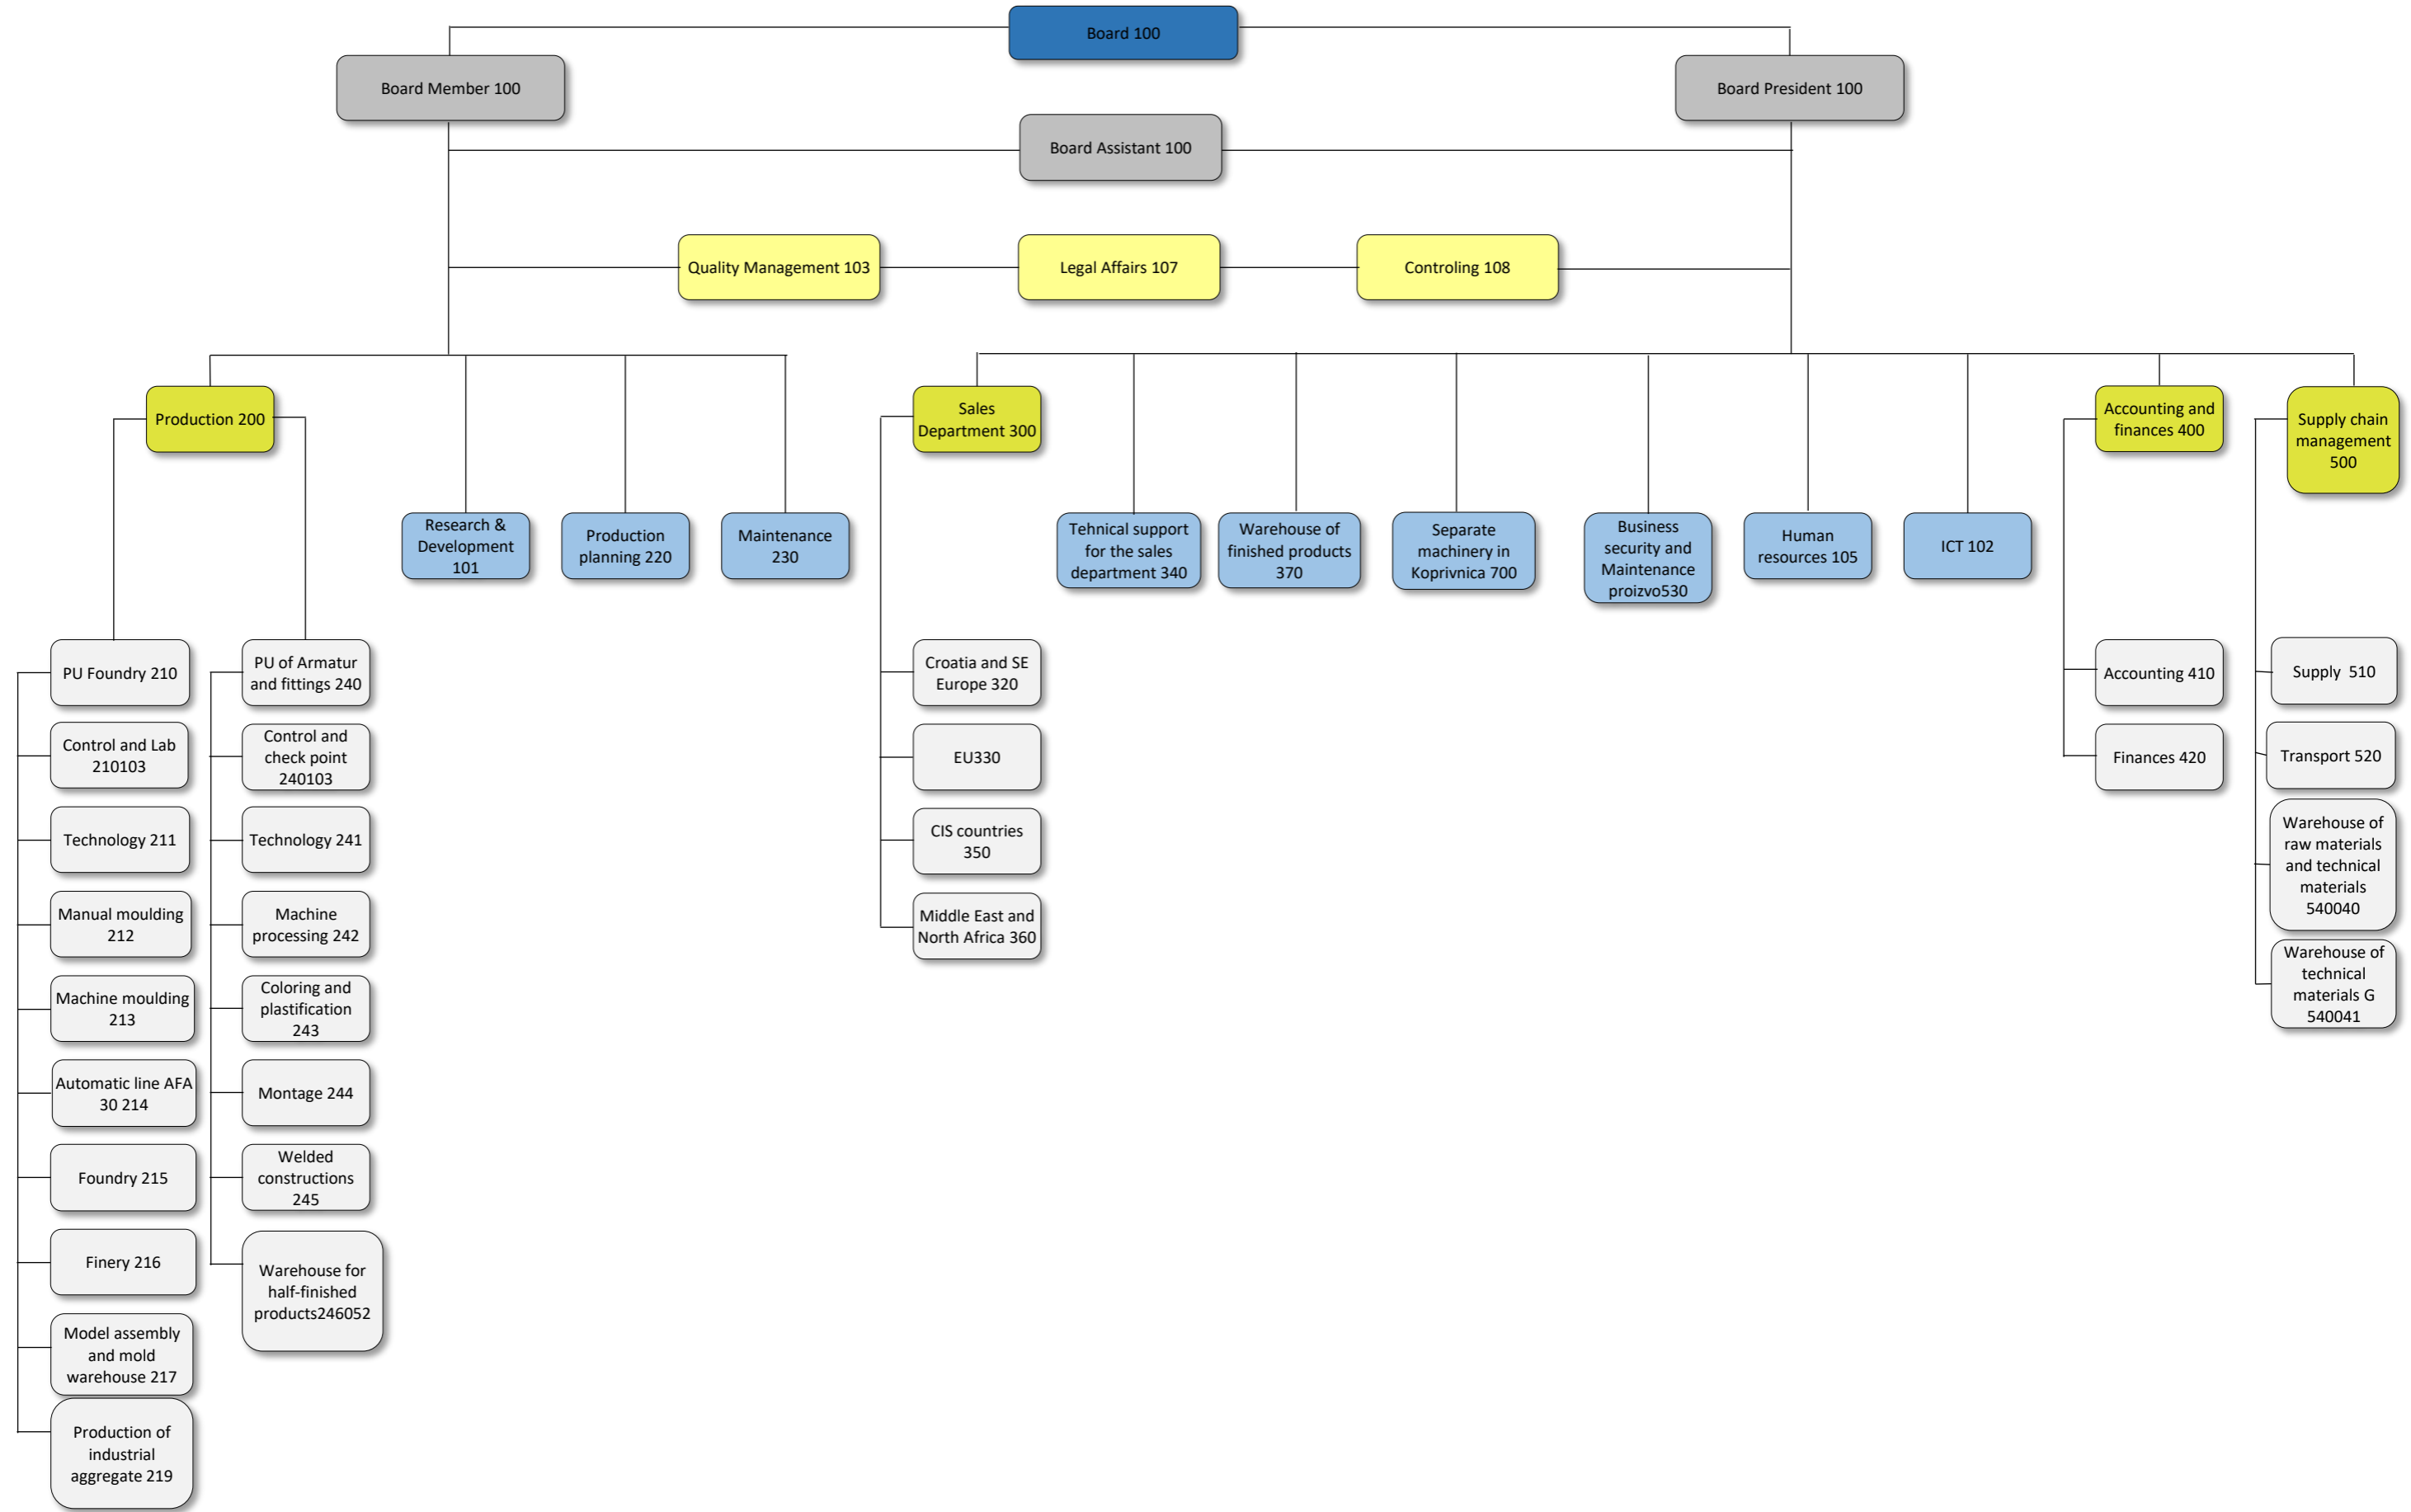 Board 100
Board Member 100
Board President 100
Board Assistant 100
Quality Management 103
Legal Affairs 107
Controling 108
Production 200
Sales
Department 300
Accounting and
finances 400
Supply chain
management
500
Research &
Development
101
Production
planning 220
Maintenance
230
Tehnical support
for the sales
department 340
Warehouse of
finished products
370
Separate
machinery in
Koprivnica 700
Business
security and
Maintenance
proizvo530
Human
resources 105
ICT 102
PU Foundry 210
Control and Lab
210103
Technology 211
Manual moulding
212
Machine moulding
213
Automatic line AFA
30 214
Foundry 215
Finery 216
Model assembly
and mold
warehouse 217
Production of
industrial
aggregate 219
PU of Armatur
and fittings 240
Control and
check point
240103
Technology 241
Machine
processing 242
Coloring and
plastification
243
Montage 244
Welded
constructions
245
Warehouse for
half-finished
products246052
Croatia and SE
Europe 320
EU330
CIS countries
350
Middle East and
North Africa 360
Accounting 410
Finances 420
Supply  510
Transport 520
Warehouse of
raw materials
and technical
materials
540040
Warehouse of
technical
materials G
540041